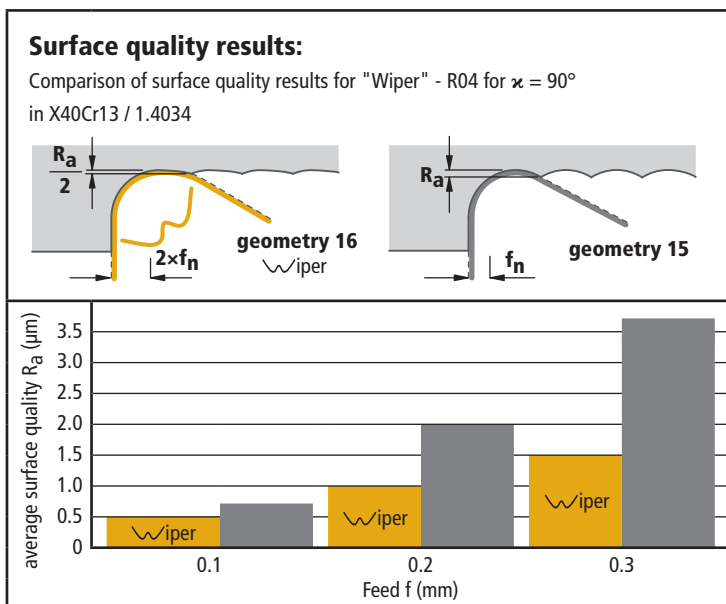 Surface quality results:
Comparison of surface quality results for "Wiper" - R04 for ϰ = 90°
in X40Cr13 / 1.4034
Ra
2
2×fn
geometry 16
Wiper
Ra
fn
geometry 15
average surface quality Ra (µm)
3.5
3.0
2.5
2.0
1.5
1.0
0.5
0
Wiper
Wiper
Wiper
0.1
0.2
0.3
Feed f (mm)